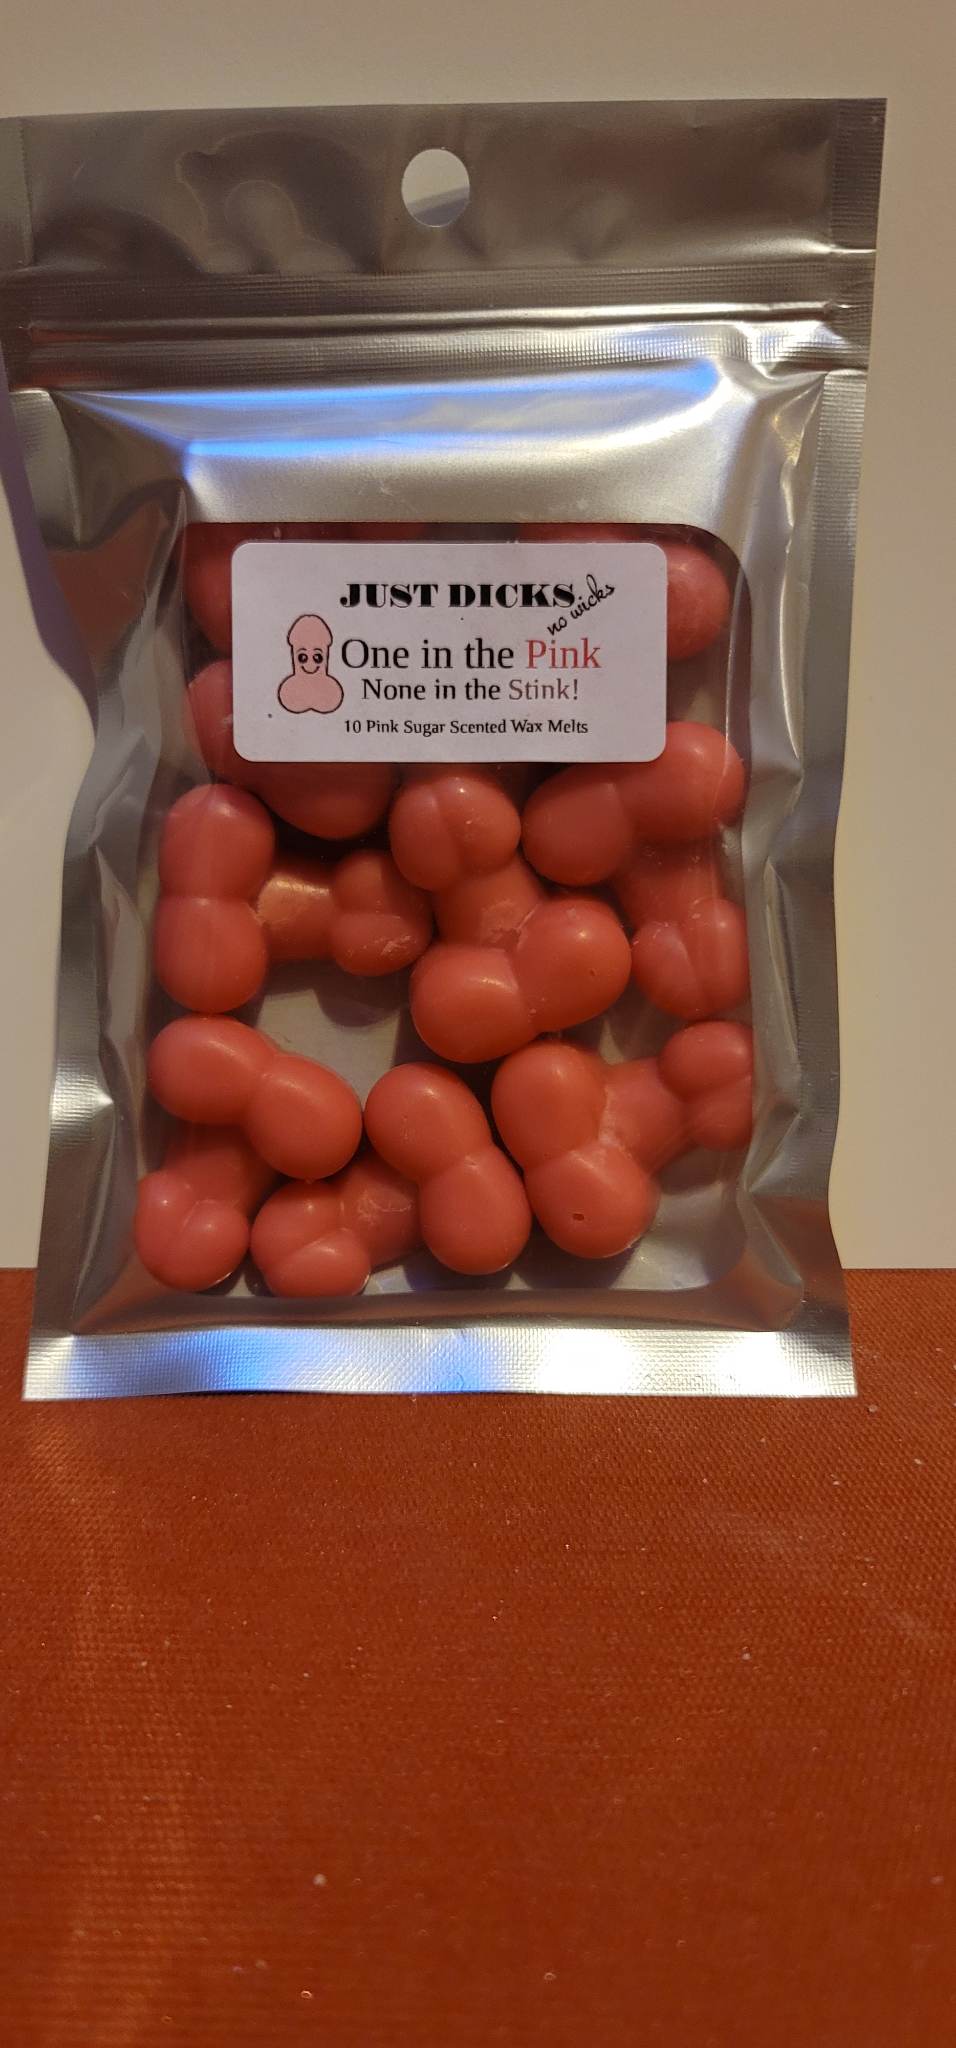 JUST DICKS
no wicks
One in the Pink
None in the Stink!
10 Pink Sugar Scented Wax Melts